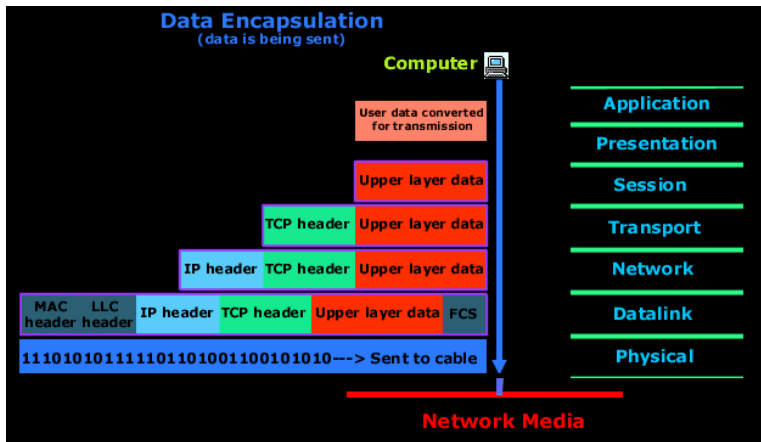 Data Encapsulation
(data is being sent)
Computer
User data converted
for transmission
Application
Presentation
Upper layer data
Session
TCP header Upper layer data
Transport
IP header TCP header Upper layer data
Network
MAC header LLC header IP header TCP header Upper layer data FCS
Datalink
111010101111101101001100101010---> Sent to cable
Physical
Network Media